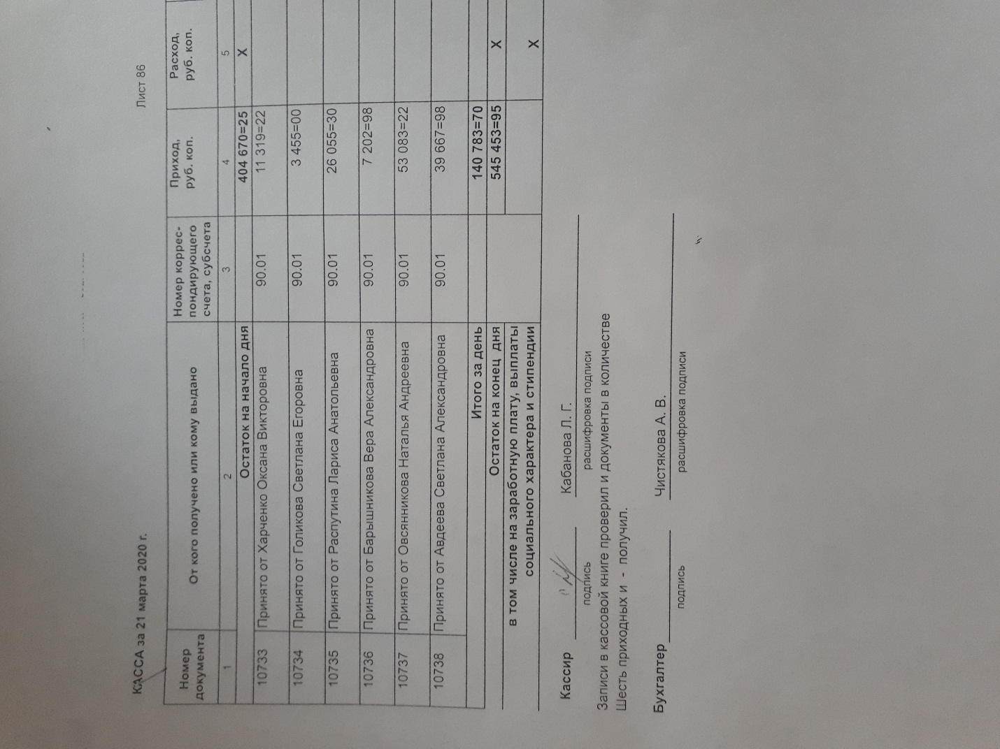 КАССА за 21 марта 2020 г. Лист 86
Номер документа От кого получено или кому выдано Номер коррес-пондирующего счета, субсчета Приход, руб. коп. Расход, руб. коп.
1 2 3 4 5
Остаток на начало дня 404 670=25 X
10733 Принято от Харченко Оксана Викторовна 90.01 11 319=22
10734 Принято от Голикова Светлана Егоровна 90.01 3 455=00
10735 Принято от Распутина Лариса Анатольевна 90.01 26 055=30
10736 Принято от Барышникова Вера Александровна 90.01 7 202=98
10737 Принято от Овсянникова Наталья Андреевна 90.01 53 083=22
10738 Принято от Авдеева Светлана Александровна 90.01 39 667=98
Итого за день 140 783=70
Остаток на конец дня 545 453=95 X
в том числе на заработную плату, выплаты
социального характера и стипендии X
Кассир Кабанова Л. Г.
подпись расшифровка подписи
Записи в кассовой книге проверил и документы в количестве
Шесть приходных и - получил.
Бухгалтер Чистякова А. В.
подпись расшифровка подписи